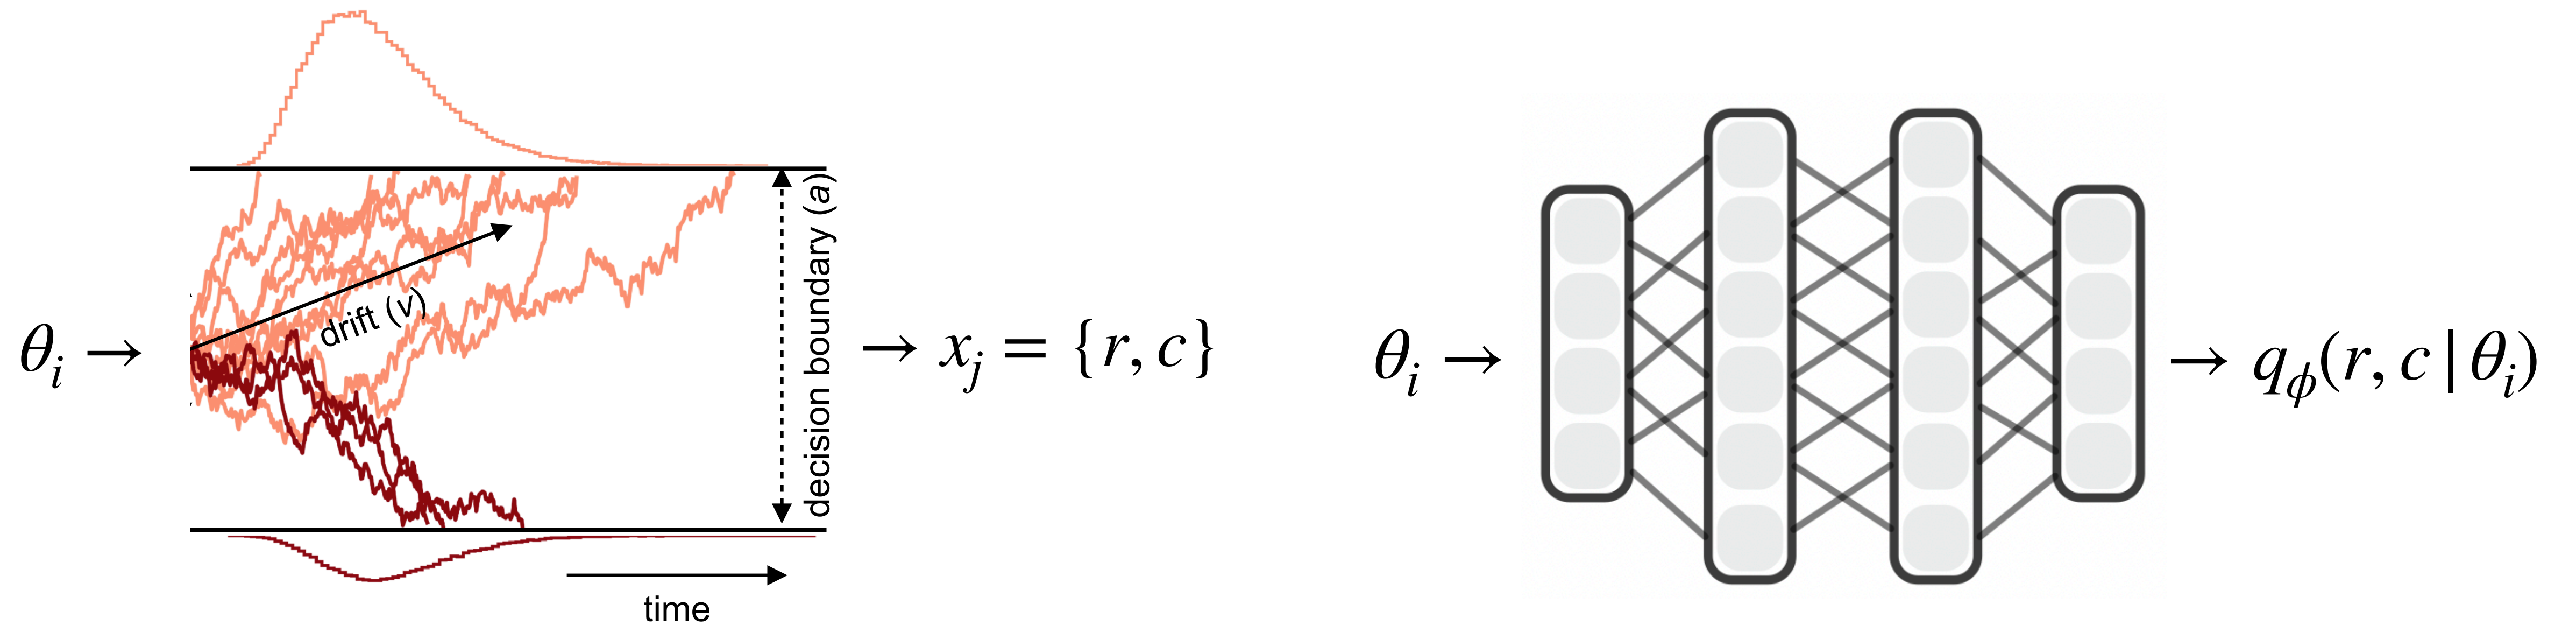 θ_i →
drift (v)
decision boundary (a)
time
→ x_j = {r, c}
θ_i →
→ q_ϕ(r, c | θ_i)